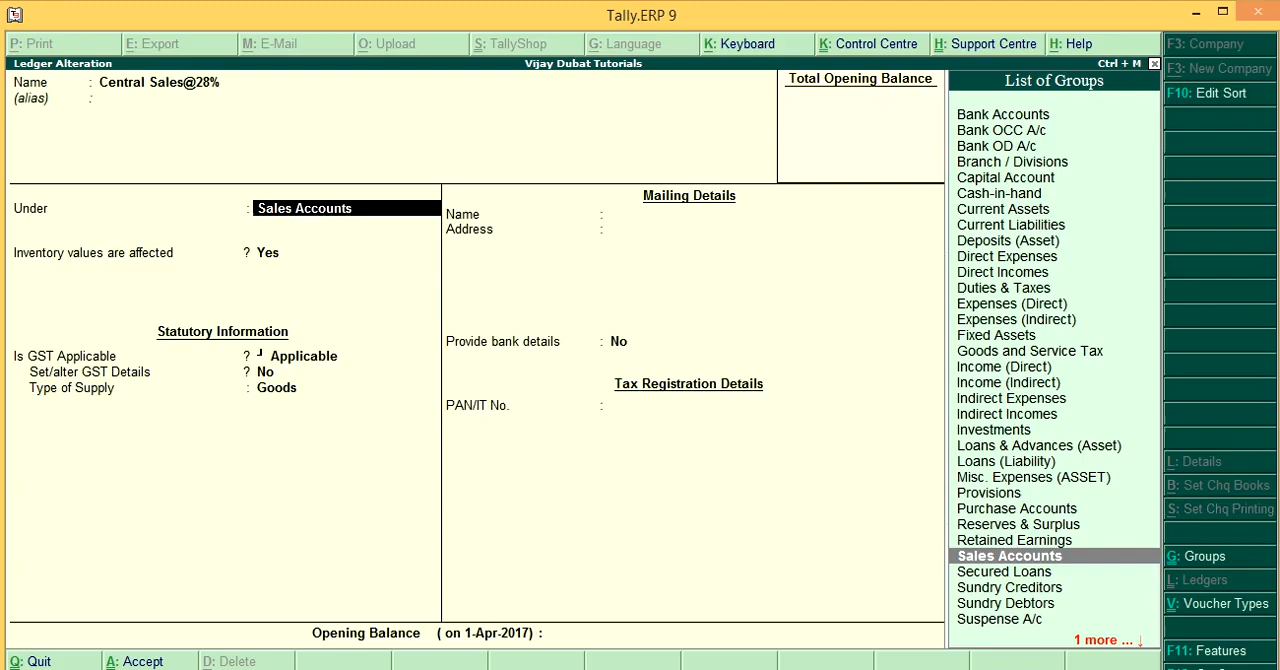 Tally.ERP 9
P: Print E: Export M: E-Mail O: Upload S: TallyShop G: Language K: Keyboard K: Control Centre H: Support Centre H: Help
Ledger Alteration Vijay Dubat Tutorials Ctrl + M
Name : Central Sales@28%
(alias) :
Total Opening Balance
Under : Sales Accounts
Inventory values are affected ? Yes
Statutory Information
Is GST Applicable ? ┘ Applicable
Set/alter GST Details ? No
Type of Supply : Goods
Mailing Details
Name :
Address :
Provide bank details : No
Tax Registration Details
PAN/IT No. :
Opening Balance ( on 1-Apr-2017) :
List of Groups
Bank Accounts
Bank OCC A/c
Bank OD A/c
Branch / Divisions
Capital Account
Cash-in-hand
Current Assets
Current Liabilities
Deposits (Asset)
Direct Expenses
Direct Incomes
Duties & Taxes
Expenses (Direct)
Expenses (Indirect)
Fixed Assets
Goods and Service Tax
Income (Direct)
Income (Indirect)
Indirect Expenses
Indirect Incomes
Investments
Loans & Advances (Asset)
Loans (Liability)
Misc. Expenses (ASSET)
Provisions
Purchase Accounts
Reserves & Surplus
Retained Earnings
Sales Accounts
Secured Loans
Sundry Creditors
Sundry Debtors
Suspense A/c
1 more ... ↓
F3: Company
F3: New Company
F10: Edit Sort
L: Details
B: Set Chq Books
S: Set Chq Printing
G: Groups
L: Ledgers
V: Voucher Types
F11: Features
Q: Quit A: Accept D: Delete